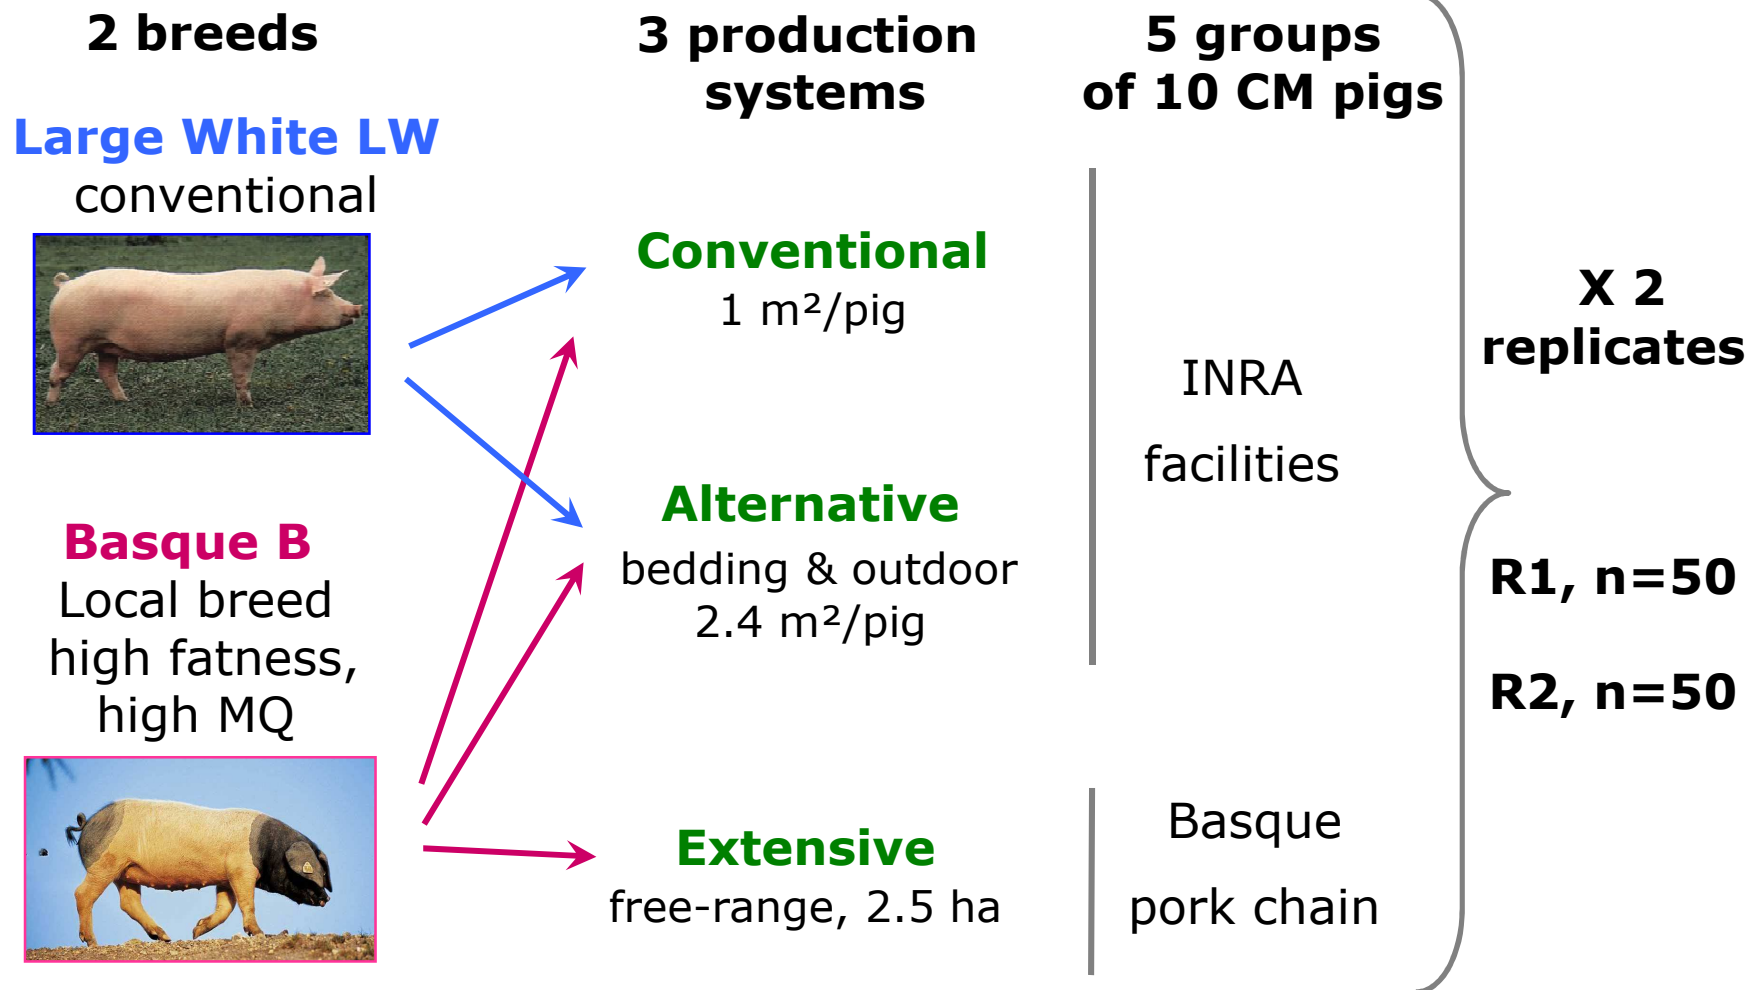 2 breeds
Large White LW
conventional
Basque B
Local breed
high fatness,
high MQ
3 production
systems
Conventional
1 m²/pig
Alternative
bedding & outdoor
2.4 m²/pig
Extensive
free-range, 2.5 ha
5 groups
of 10 CM pigs
INRA
facilities
Basque
pork chain
X 2
replicates
R1, n=50
R2, n=50